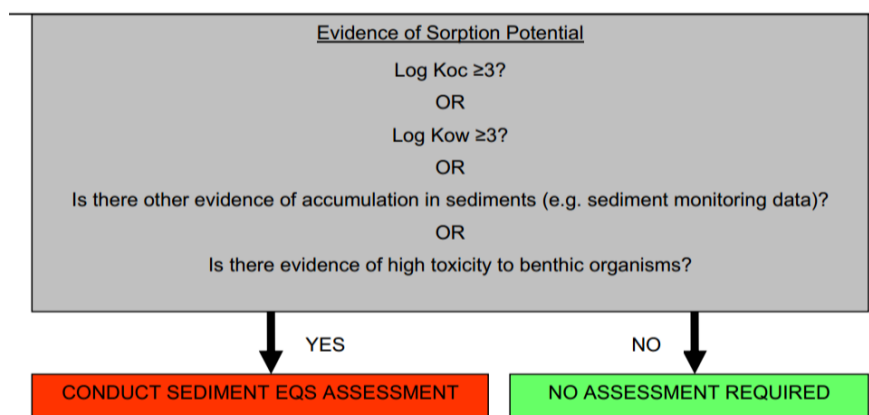 Evidence of Sorption Potential
Log Koc ≥3?
OR
Log Kow ≥3?
OR
Is there other evidence of accumulation in sediments (e.g. sediment monitoring data)?
OR
Is there evidence of high toxicity to benthic organisms?
YES
NO
CONDUCT SEDIMENT EQS ASSESSMENT
NO ASSESSMENT REQUIRED